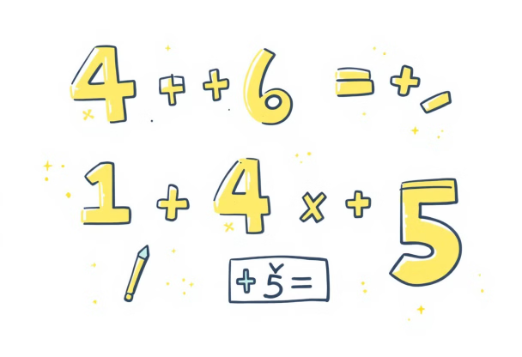 4 + + 6 = + -
1 + 4 x + 5
+ 5̌ =